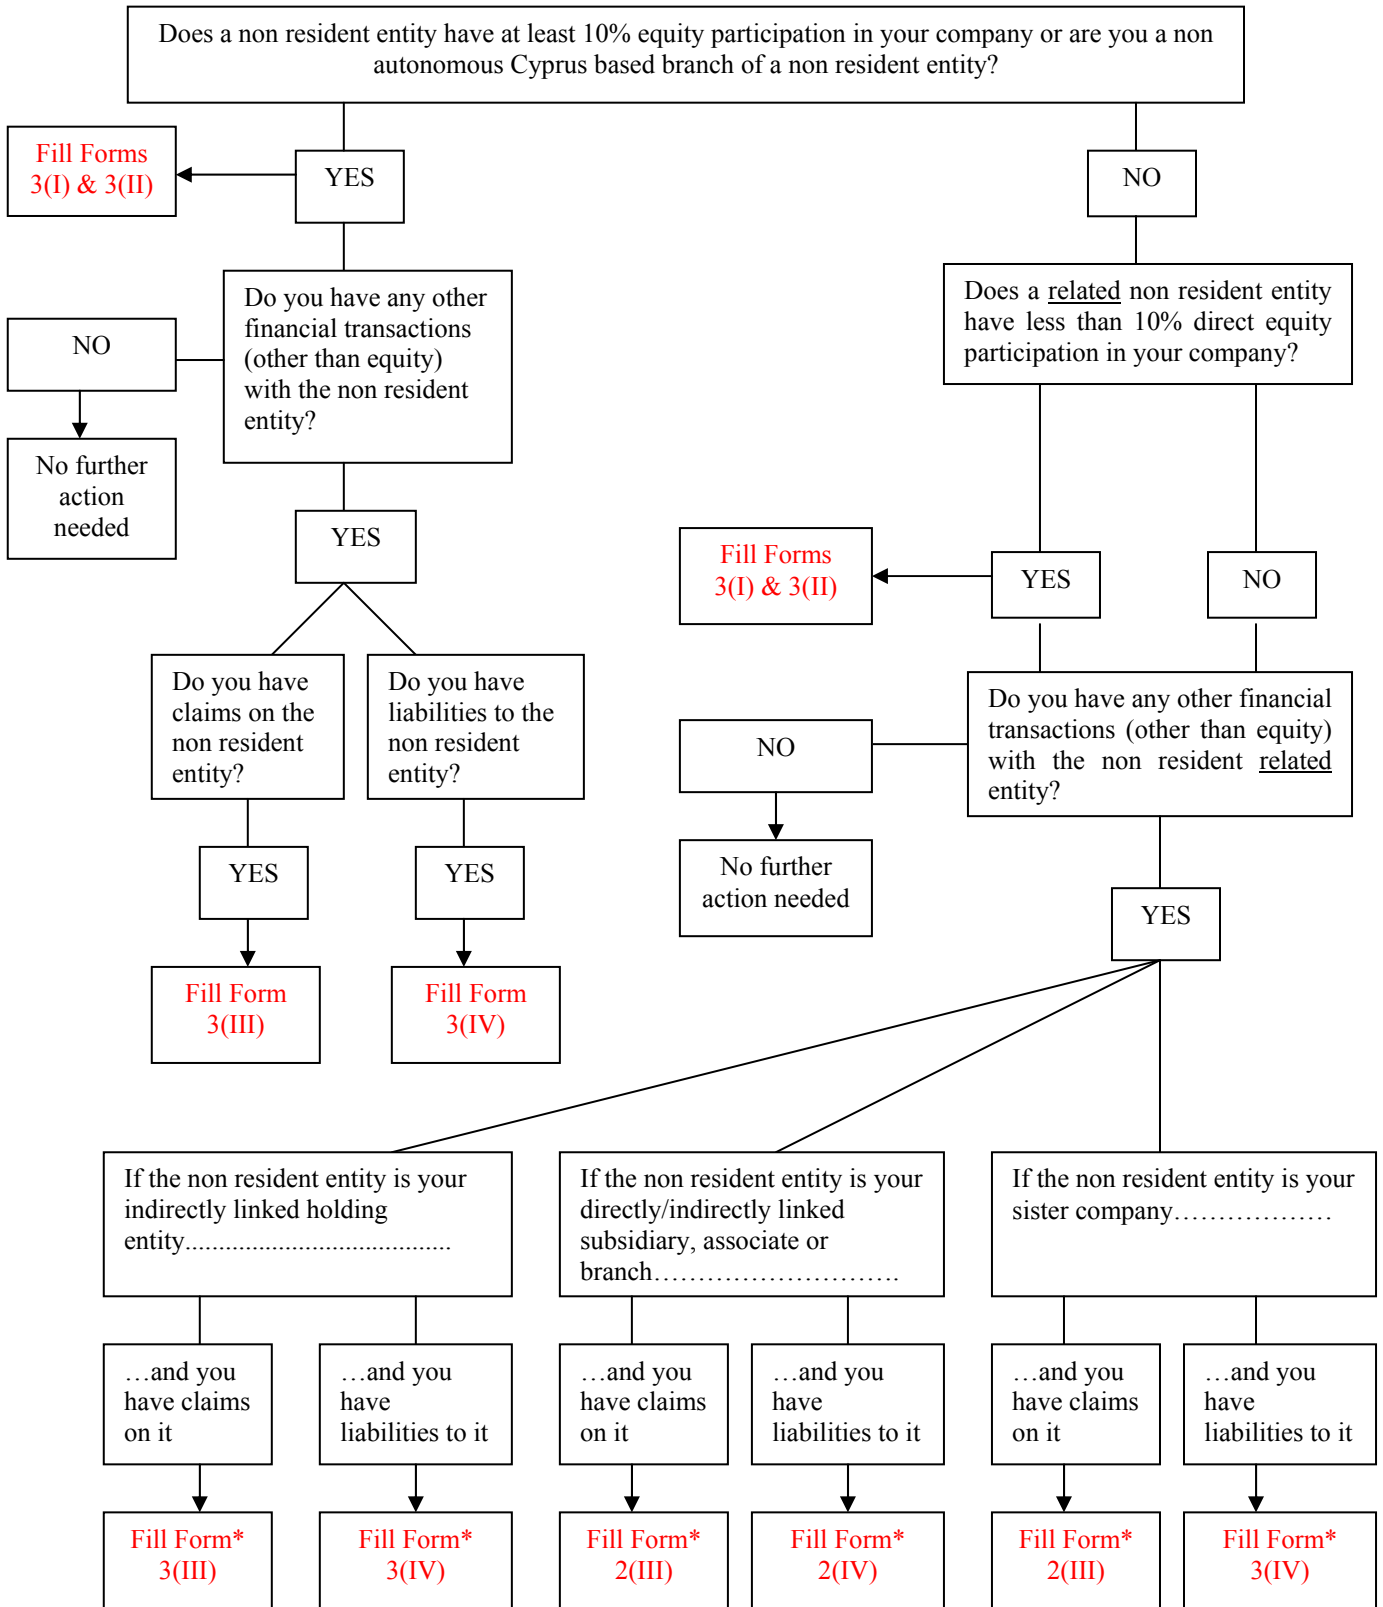 Does a non resident entity have at least 10% equity participation in your company or are you a non
autonomous Cyprus based branch of a non resident entity?
Fill Forms
3(I) & 3(II)
YES
NO
Do you have any other
financial transactions
(other than equity)
with the non resident
entity?
NO
No further
action
needed
YES
Do you have
claims on the
non resident
entity?
Do you have
liabilities to the
non resident
entity?
YES
YES
Fill Form
3(III)
Fill Form
3(IV)
Does a related non resident entity
have less than 10% direct equity
participation in your company?
Fill Forms
3(I) & 3(II)
YES
NO
Do you have any other financial
transactions (other than equity)
with the non resident related
entity?
NO
No further
action needed
YES
If the non resident entity is your
indirectly linked holding
entity........................................
If the non resident entity is your
directly/indirectly linked
subsidiary, associate or
branch……………………….
If the non resident entity is your
sister company………………
…and you
have claims
on it
…and you
have
liabilities to it
…and you
have claims
on it
…and you
have
liabilities to it
…and you
have claims
on it
…and you
have
liabilities to it
Fill Form*
3(III)
Fill Form*
3(IV)
Fill Form*
2(III)
Fill Form*
2(IV)
Fill Form*
2(III)
Fill Form*
3(IV)